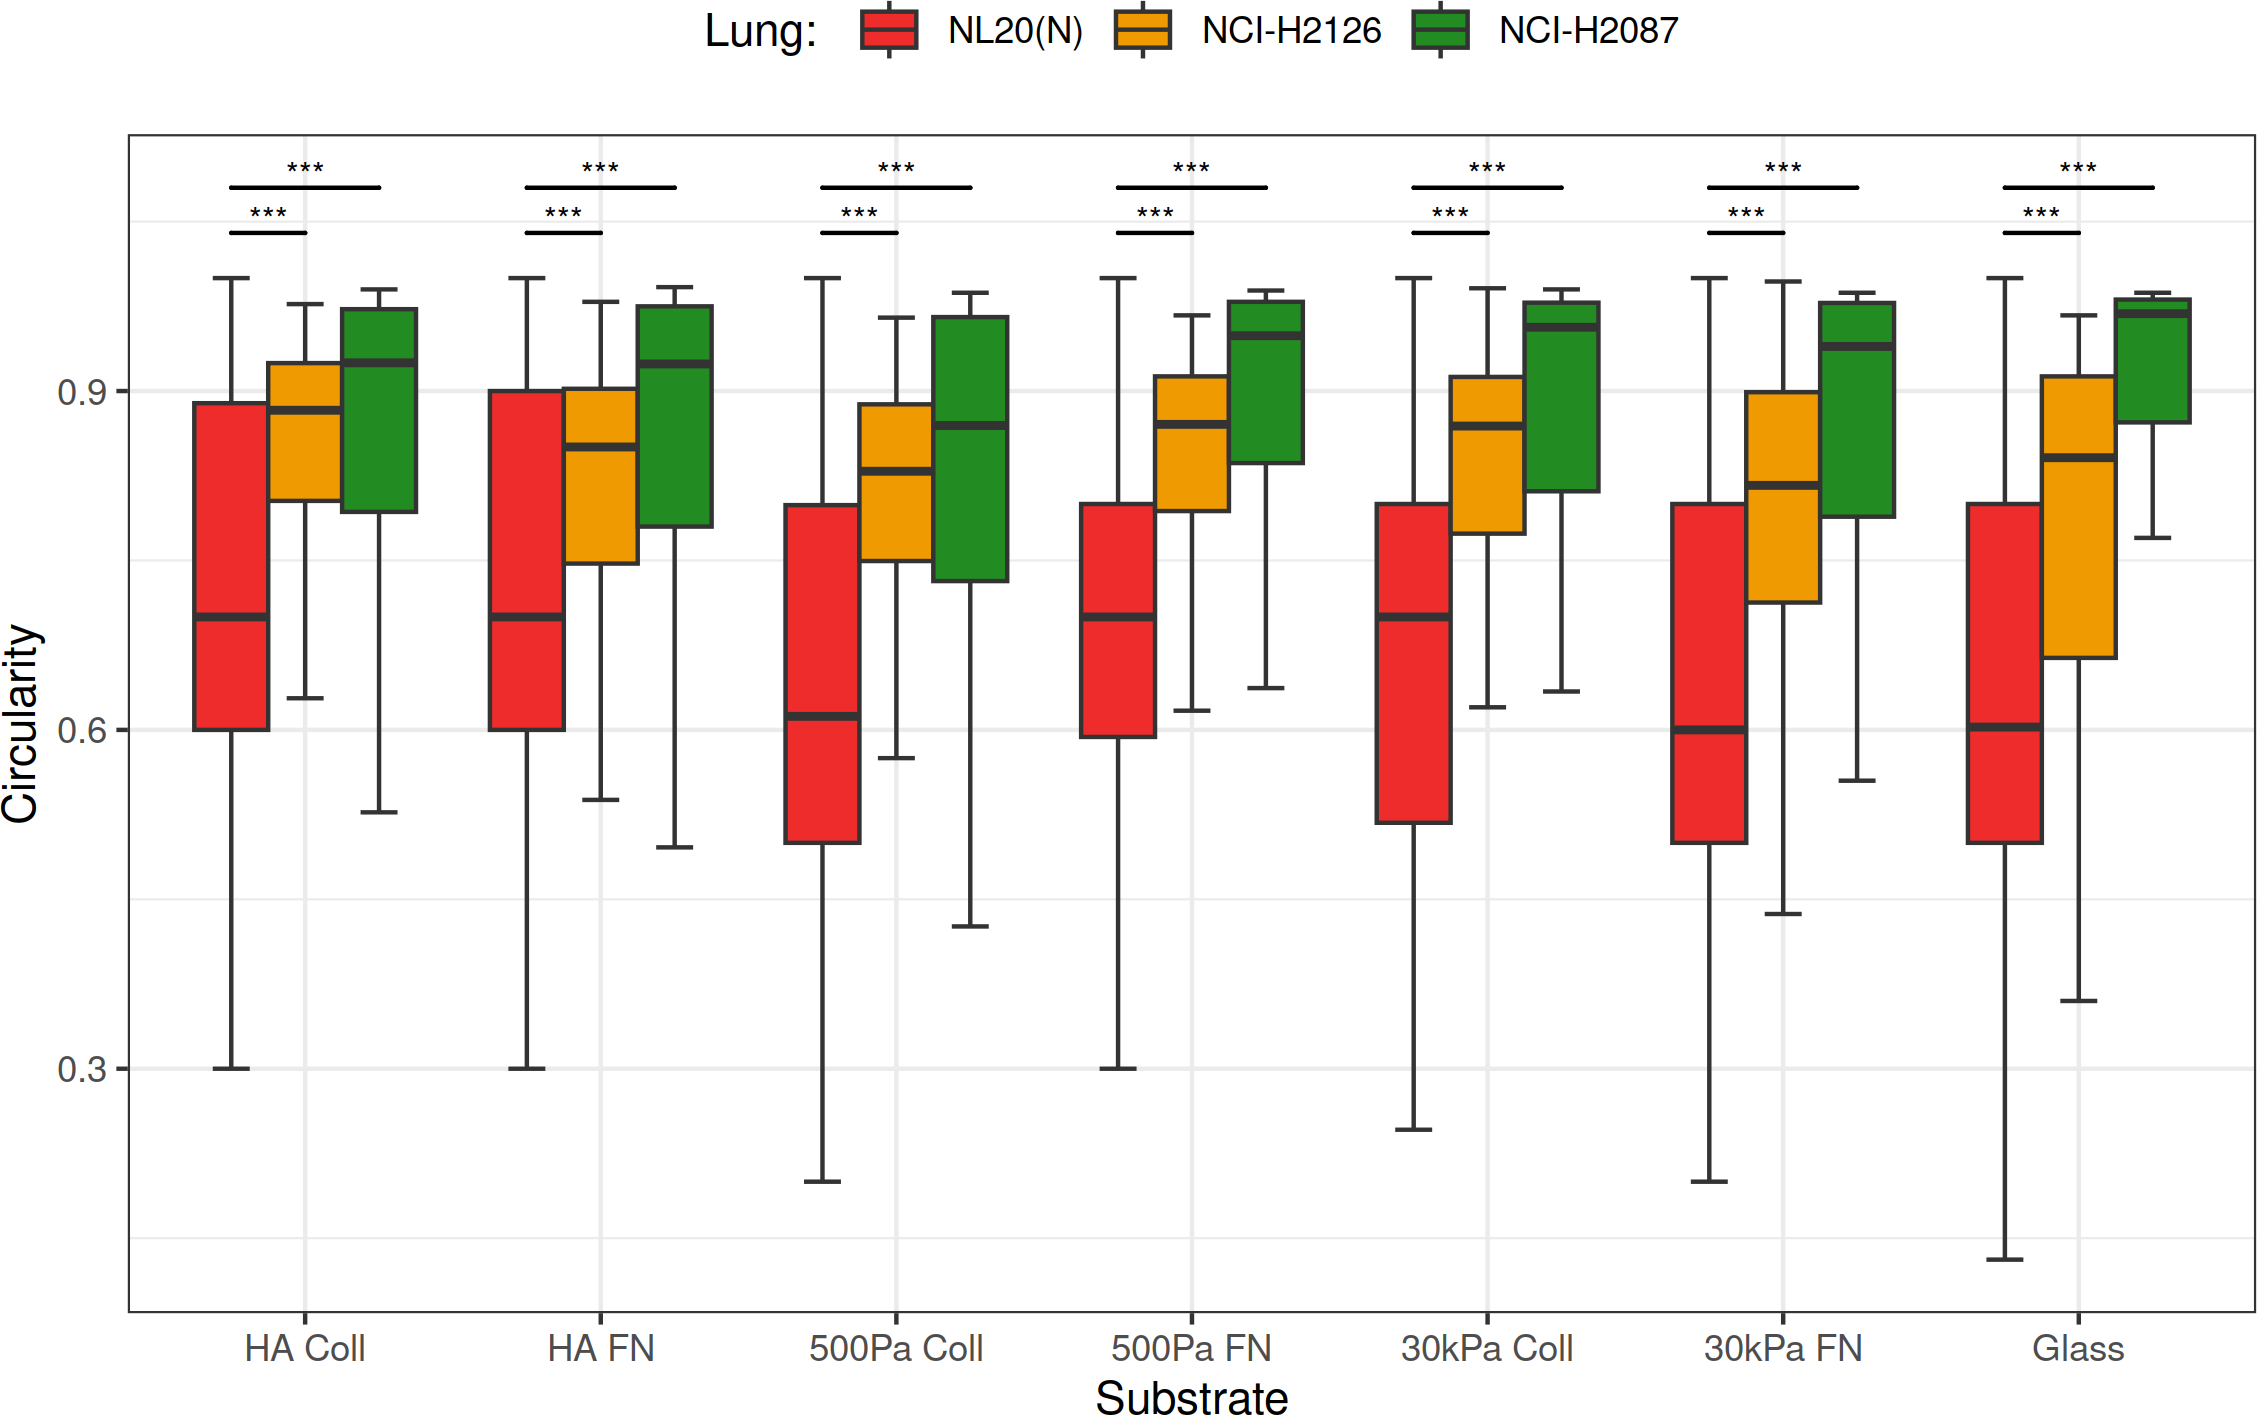 Lung: NL20(N) NCI-H2126 NCI-H2087
*** *** *** *** *** *** ***
*** *** *** *** *** *** ***
0.9
0.6
0.3
Circularity
HA Coll HA FN 500Pa Coll 500Pa FN 30kPa Coll 30kPa FN Glass
Substrate